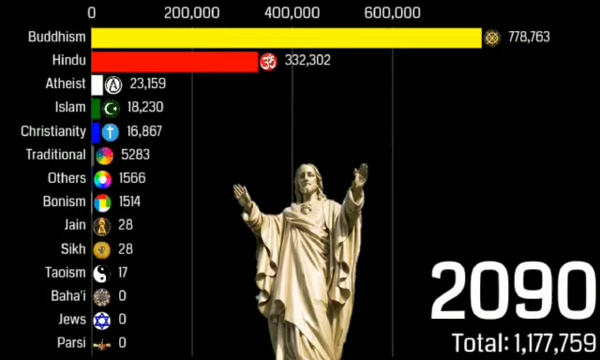 0 200,000 400,000 600,000
Buddhism 778,763
Hindu 332,302
Atheist 23,159
Islam 18,230
Christianity 16,867
Traditional 5283
Others 1566
Bonism 1514
Jain 28
Sikh 28
Taoism 17
Baha'i 0
Jews 0
Parsi 0
2090
Total: 1,177,759